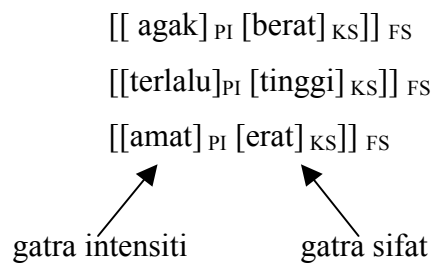 [[ agak] PI [berat] KS]] FS
[[terlalu]PI [tinggi] KS]] FS
[[amat] PI [erat] KS]] FS
gatra intensiti gatra sifat